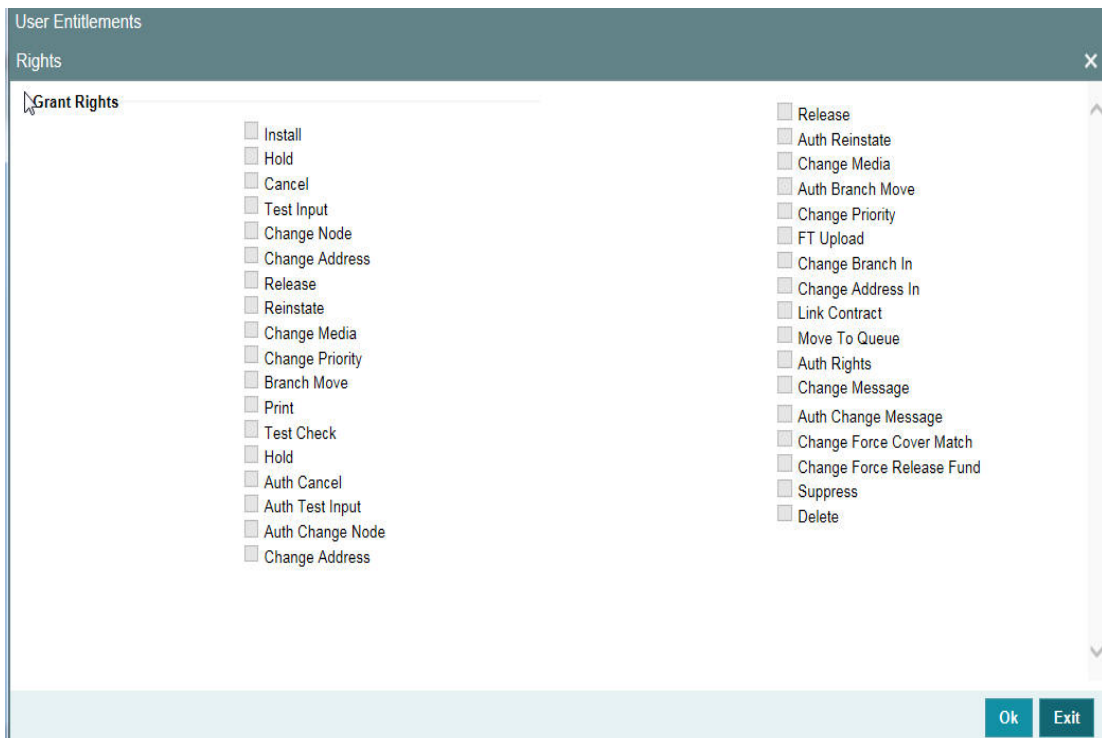 User Entitlements
Rights
Grant Rights
Install
Hold
Cancel
Test Input
Change Node
Change Address
Release
Reinstate
Change Media
Change Priority
Branch Move
Print
Test Check
Hold
Auth Cancel
Auth Test Input
Auth Change Node
Change Address
Release
Auth Reinstate
Change Media
Auth Branch Move
Change Priority
FT Upload
Change Branch In
Change Address In
Link Contract
Move To Queue
Auth Rights
Change Message
Auth Change Message
Change Force Cover Match
Change Force Release Fund
Suppress
Delete
Ok Exit